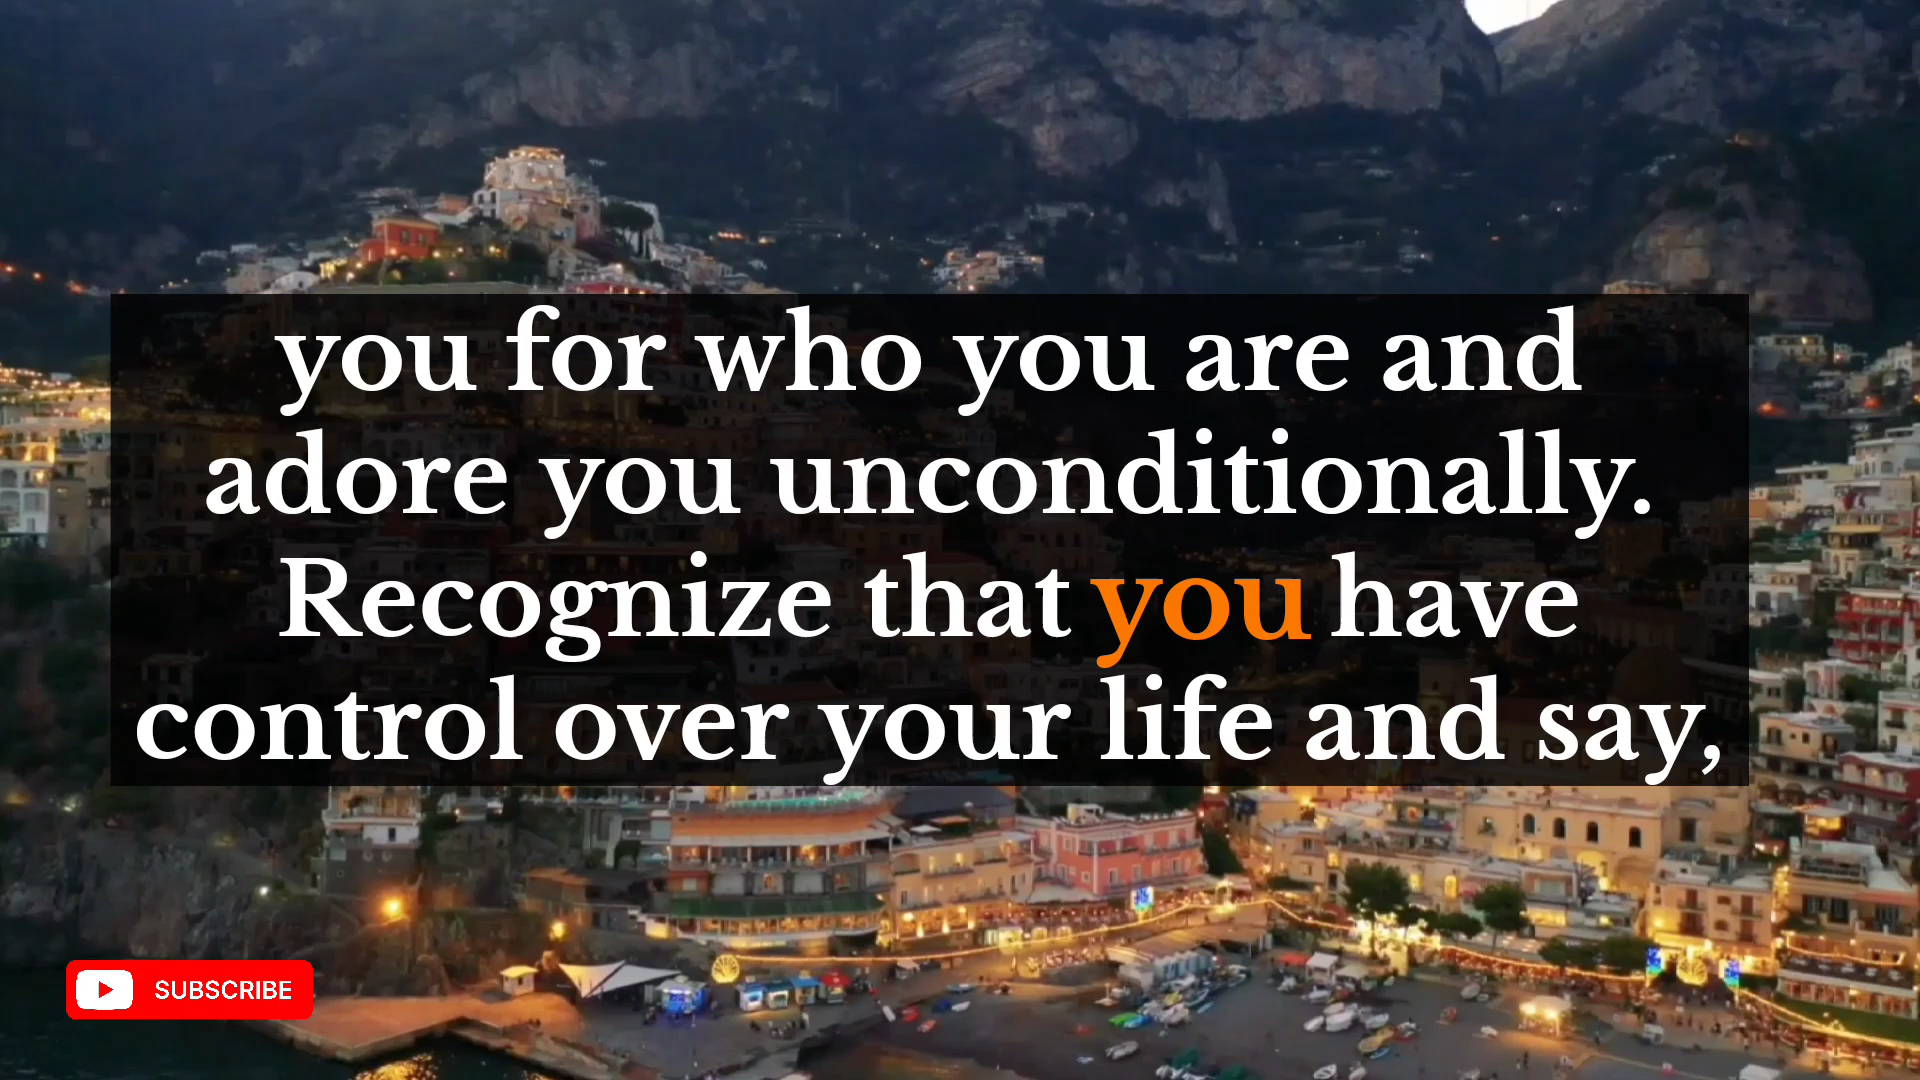 you for who you are and
adore you unconditionally.
Recognize that you have
control over your life and say,
SUBSCRIBE